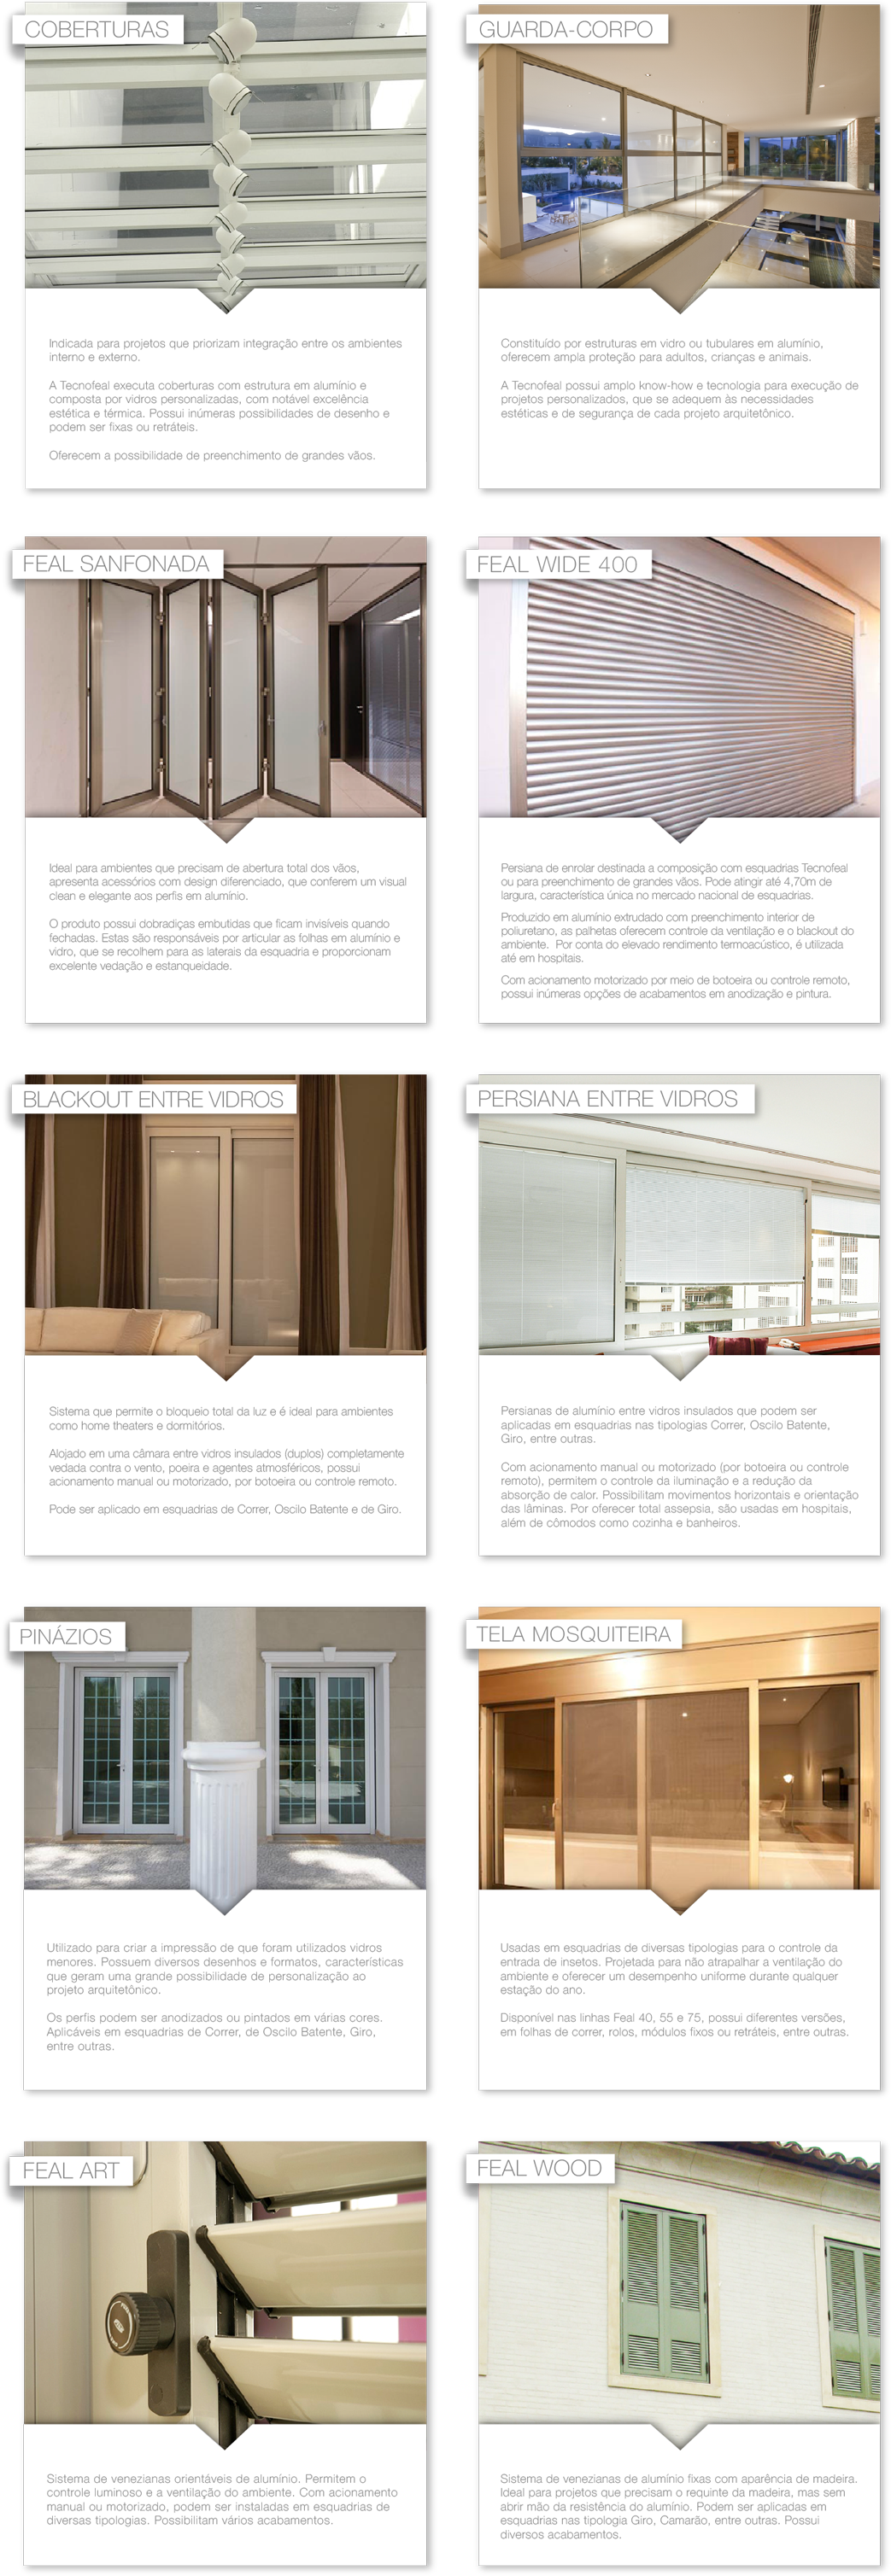 COBERTURAS
Indicada para projetos que priorizam integração entre os ambientes
interno e externo.
A Tecnofeal executa coberturas com estrutura em alumínio e
composta por vidros personalizadas, com notável excelência
estética e térmica. Possui inúmeras possibilidades de desenho e
podem ser fixas ou retráteis.
Oferecem a possibilidade de preenchimento de grandes vãos.
GUARDA-CORPO
Constituído por estruturas em vidro ou tubulares em alumínio,
oferecem ampla proteção para adultos, crianças e animais.
A Tecnofeal possui amplo know-how e tecnologia para execução de
projetos personalizados, que se adequem às necessidades
estéticas e de segurança de cada projeto arquitetônico.
FEAL SANFONADA
Ideal para ambientes que precisam de abertura total dos vãos,
apresenta acessórios com design diferenciado, que conferem um visual
clean e elegante aos perfis em alumínio.
O produto possui dobradiças embutidas que ficam invisíveis quando
fechadas. Estas são responsáveis por articular as folhas em alumínio e
vidro, que se recolhem para as laterais da esquadria e proporcionam
excelente vedação e estanqueidade.
FEAL WIDE 400
Persiana de enrolar destinada a composição com esquadrias Tecnofeal
ou para preenchimento de grandes vãos. Pode atingir até 4,70m de
largura, característica única no mercado nacional de esquadrias.
Produzido em alumínio extrudado com preenchimento interior de
poliuretano, as palhetas oferecem controle da ventilação e o blackout do
ambiente. Por conta do elevado rendimento termoacústico, é utilizada
até em hospitais.
Com acionamento motorizado por meio de botoeira ou controle remoto,
possui inúmeras opções de acabamentos em anodização e pintura.
BLACKOUT ENTRE VIDROS
Sistema que permite o bloqueio total da luz e é ideal para ambientes
como home theaters e dormitórios.
Alojado em uma câmara entre vidros insulados (duplos) completamente
vedada contra o vento, poeira e agentes atmosféricos, possui
acionamento manual ou motorizado, por botoeira ou controle remoto.
Pode ser aplicado em esquadrias de Correr, Oscilo Batente e de Giro.
PERSIANA ENTRE VIDROS
Persianas de alumínio entre vidros insulados que podem ser
aplicadas em esquadrias nas tipologias Correr, Oscilo Batente,
Giro, entre outras.
Com acionamento manual ou motorizado (por botoeira ou controle
remoto), permitem o controle da iluminação e a redução da
absorção de calor. Possibilitam movimentos horizontais e orientação
das lâminas. Por oferecer total assepsia, são usadas em hospitais,
além de cômodos como cozinha e banheiros.
PINÁZIOS
Utilizado para criar a impressão de que foram utilizados vidros
menores. Possuem diversos desenhos e formatos, características
que geram uma grande possibilidade de personalização ao
projeto arquitetônico.
Os perfis podem ser anodizados ou pintados em várias cores.
Aplicáveis em esquadrias de Correr, de Oscilo Batente, Giro,
entre outras.
TELA MOSQUITEIRA
Usadas em esquadrias de diversas tipologias para o controle da
entrada de insetos. Projetada para não atrapalhar a ventilação do
ambiente e oferecer um desempenho uniforme durante qualquer
estação do ano.
Disponível nas linhas Feal 40, 55 e 75, possui diferentes versões,
em folhas de correr, rolos, módulos fixos ou retráteis, entre outras.
FEAL ART
Sistema de venezianas orientáveis de alumínio. Permitem o
controle luminoso e a ventilação do ambiente. Com acionamento
manual ou motorizado, podem ser instaladas em esquadrias de
diversas tipologias. Possibilitam vários acabamentos.
FEAL WOOD
Sistema de venezianas de alumínio fixas com aparência de madeira.
Ideal para projetos que precisam o requinte da madeira, mas sem
abrir mão da resistência do alumínio. Podem ser aplicadas em
esquadrias nas tipologia Giro, Camarão, entre outras. Possui
diversos acabamentos.